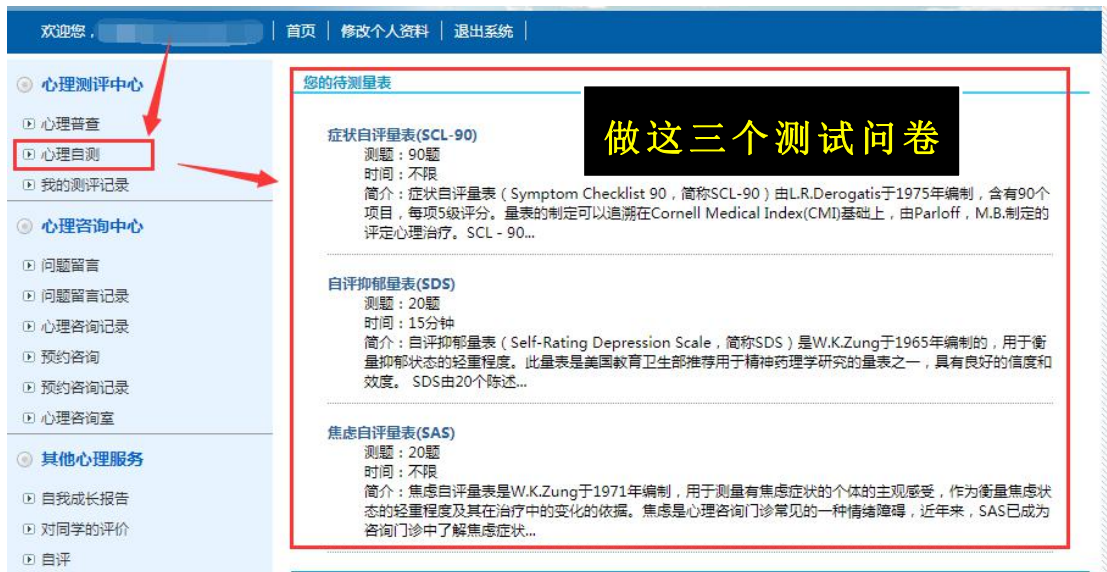 欢迎您，
首页
修改个人资料
退出系统
心理测评中心
心理普查
心理自测
我的测评记录
心理咨询中心
问题留言
问题留言记录
心理咨询记录
预约咨询
预约咨询记录
心理咨询室
其他心理服务
自我成长报告
对同学的评价
自评
您的待测量表
做这三个测试问卷
症状自评量表(SCL-90)
测题：90题
时间：不限
简介：症状自评量表（Symptom Checklist 90，简称SCL-90）由L.R.Derogatis于1975年编制，含有90个
项目，每项5级评分。量表的制定可以追溯在Cornell Medical Index(CMI)基础上，由Parloff，M.B.制定的
评定心理治疗。SCL - 90...
自评抑郁量表(SDS)
测题：20题
时间：15分钟
简介：自评抑郁量表（Self-Rating Depression Scale，简称SDS）是W.K.Zung于1965年编制的，用于衡
量抑郁状态的轻重程度。此量表是美国教育卫生部推荐用于精神药理学研究的量表之一，具有良好的信度和
效度。 SDS由20个陈述...
焦虑自评量表(SAS)
测题：20题
时间：不限
简介：焦虑自评量表是W.K.Zung于1971年编制，用于测量有焦虑症状的个体的主观感受，作为衡量焦虑状
态的轻重程度及其在治疗中的变化的依据。焦虑是心理咨询门诊常见的一种情绪障碍，近年来，SAS已成为
咨询门诊中了解焦虑症状...